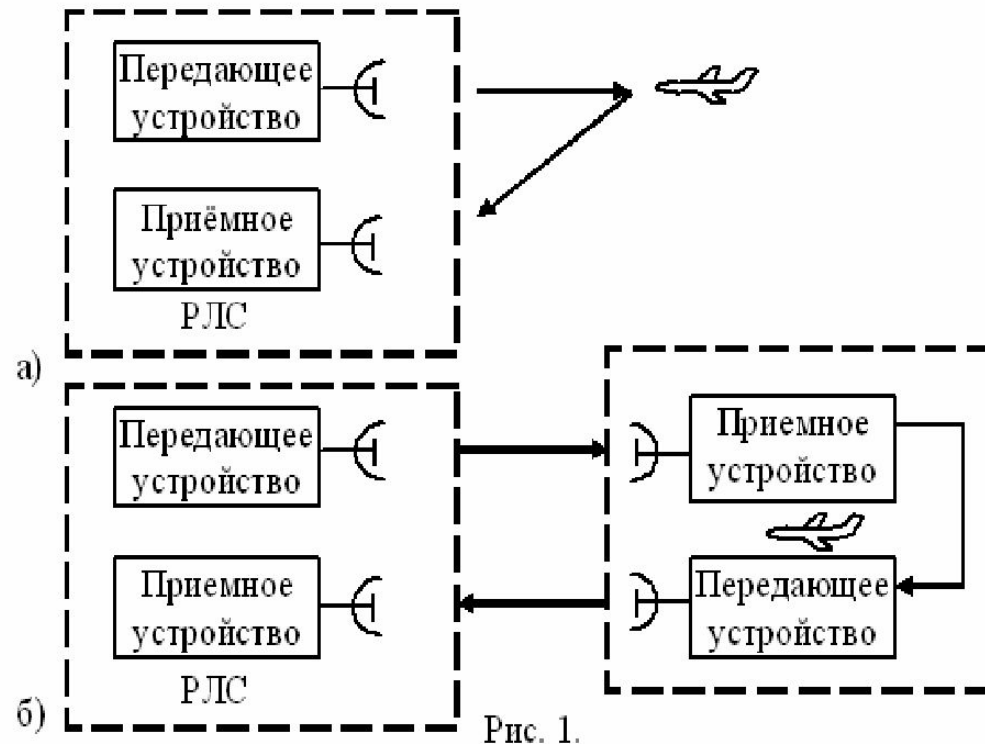 Передающее
устройство
Приёмное
устройство
РЛС
а)
Передающее
устройство
Приемное
устройство
РЛС
Приемное
устройство
Передающее
устройство
б)
Рис. 1.